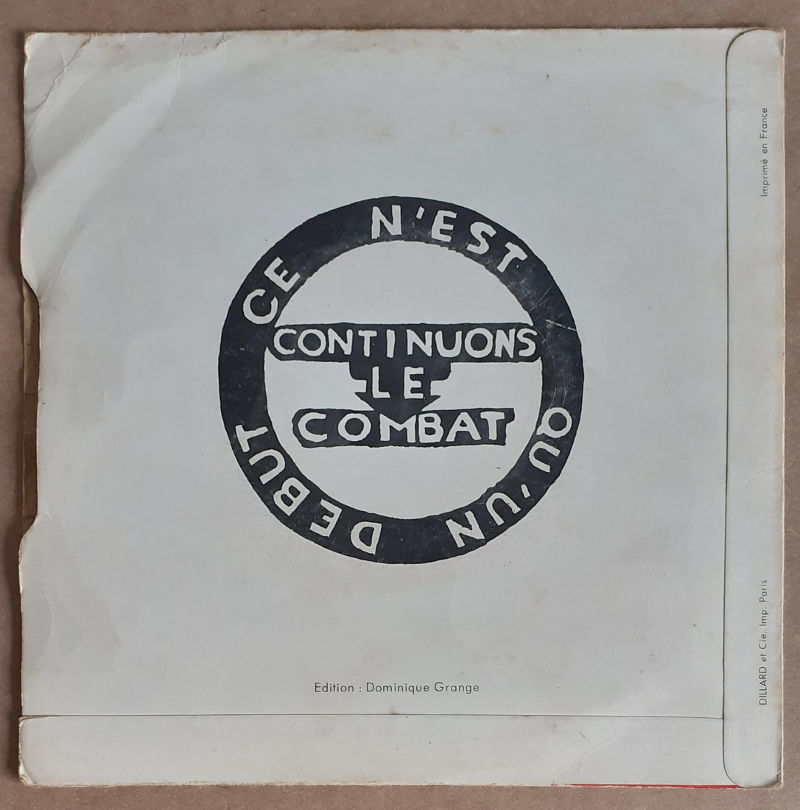 CE N'EST QU'UN DEBUT
CONTINUONS
LE
COMBAT
Edition : Dominique Grange
Imprimé en France
DILLARD et Cie. Imp. Paris